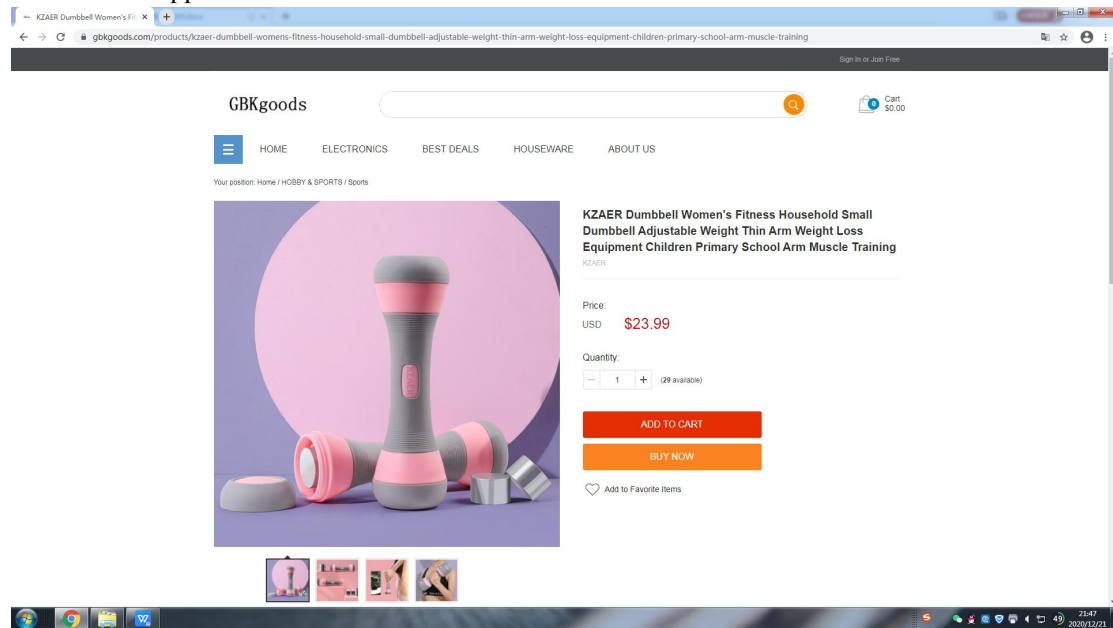 KZAER Dumbbell Women's Fit
gbkgoods.com/products/kzaer-dumbbell-womens-fitness-household-small-dumbbell-adjustable-weight-thin-arm-weight-loss-equipment-children-primary-school-arm-muscle-training
Sign In or Join Free
GBKgoods
0
Cart
$0.00
HOME ELECTRONICS BEST DEALS HOUSEWARE ABOUT US
Your position: Home / HOBBY & SPORTS / Sports
KZAER Dumbbell Women's Fitness Household Small
Dumbbell Adjustable Weight Thin Arm Weight Loss
Equipment Children Primary School Arm Muscle Training
KZAER
Price:
USD $23.99
Quantity:
− 1 + (29 available)
ADD TO CART
BUY NOW
Add to Favorite Items
KZAER
49
21:47
2020/12/21